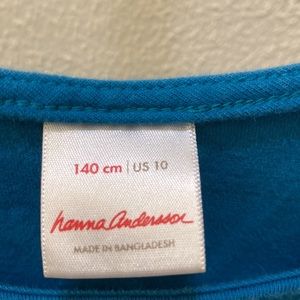 140 cm | US 10
hanna andersson
MADE IN BANGLADESH